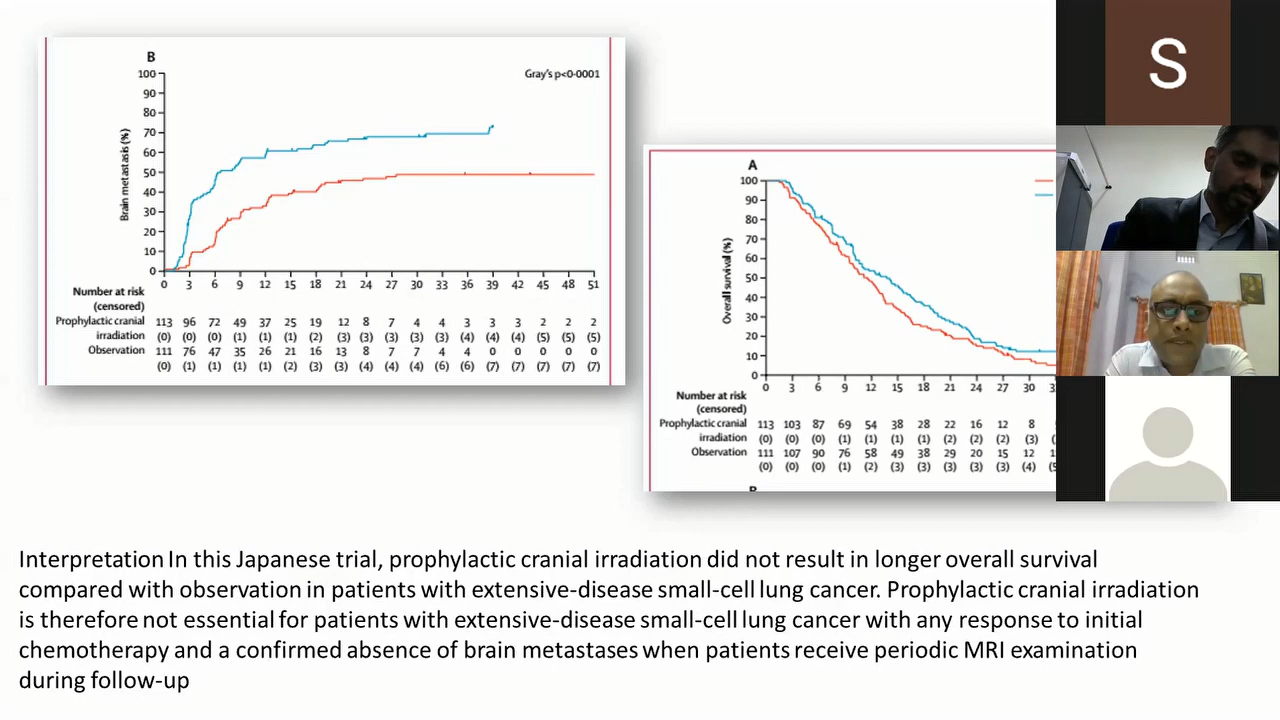 B
Gray's p<0·0001
100
90
80
70
60
50
40
30
20
10
0
Brain metastasis (%)
0 3 6 9 12 15 18 21 24 27 30 33 36 39 42 45 48 51
Number at risk
(censored)
Prophylactic cranial 113 96 72 49 37 25 19 12 8 7 4 4 3 3 3 2 2 2
irradiation (0) (0) (0) (1) (1) (1) (2) (3) (3) (3) (3) (3) (4) (4) (4) (5) (5) (5)
Observation 111 76 47 35 26 21 16 13 8 7 7 4 4 0 0 0 0 0
(0) (1) (1) (1) (1) (2) (3) (3) (4) (4) (4) (6) (6) (7) (7) (7) (7) (7)
A
100
90
80
70
60
50
40
30
20
10
0
Overall survival (%)
0 3 6 9 12 15 18 21 24 27 30
Number at risk
(censored)
Prophylactic cranial 113 103 87 69 54 38 28 22 16 12 8
irradiation (0) (0) (0) (1) (1) (1) (1) (2) (2) (2) (3)
Observation 111 107 90 76 58 49 38 29 20 15 12
(0) (0) (0) (1) (2) (3) (3) (3) (3) (3) (4)
S
Interpretation In this Japanese trial, prophylactic cranial irradiation did not result in longer overall survival
compared with observation in patients with extensive-disease small-cell lung cancer. Prophylactic cranial irradiation
is therefore not essential for patients with extensive-disease small-cell lung cancer with any response to initial
chemotherapy and a confirmed absence of brain metastases when patients receive periodic MRI examination
during follow-up